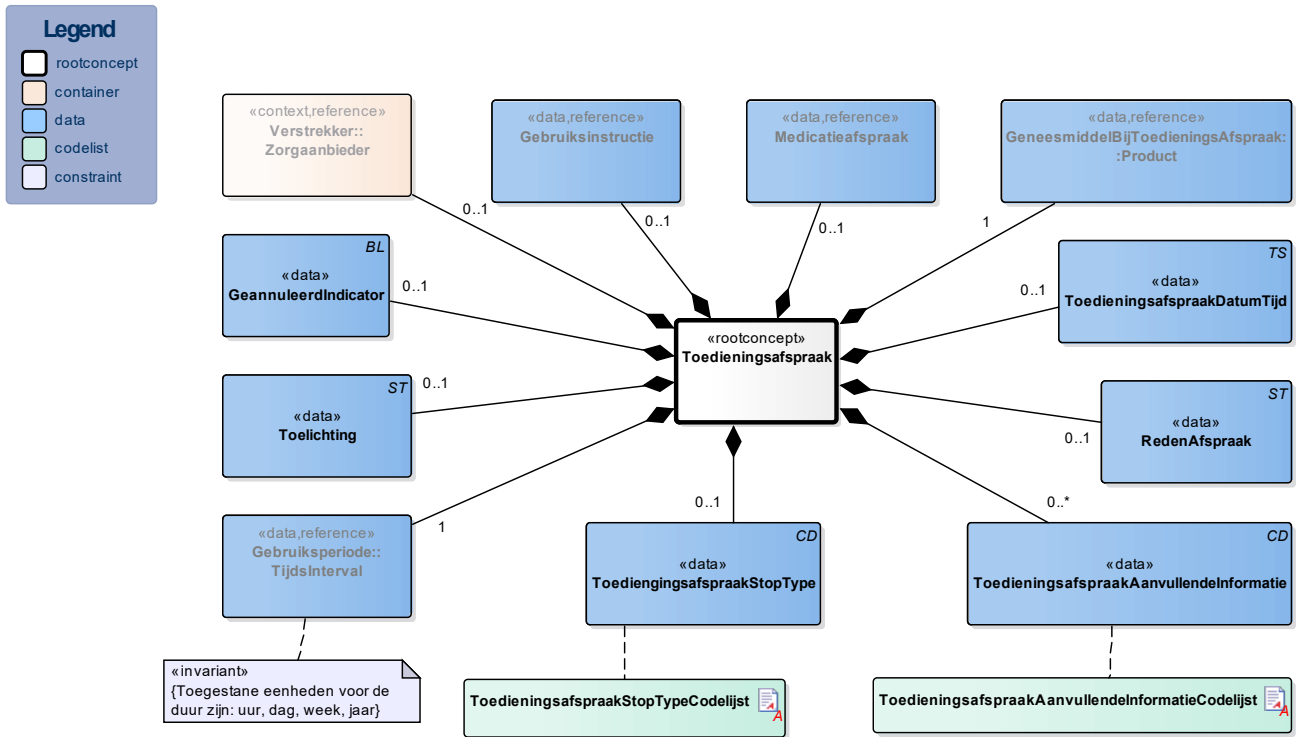 Legend
rootconcept
container
data
codelist
constraint
«context,reference»
Verstrekker::
Zorgaanbieder
0..1
«data,reference»
Gebruiksinstructie
0..1
«data,reference»
Medicatieafspraak
0..1
«data,reference»
GeneesmiddelBijToedieningsAfspraak:
:Product
1
BL
«data»
GeannuleerdIndicator
0..1
TS
«data»
ToedieningsafspraakDatumTijd
0..1
«rootconcept»
Toedieningsafspraak
ST
«data»
Toelichting
0..1
ST
«data»
RedenAfspraak
0..1
«data,reference»
Gebruiksperiode::
TijdsInterval
1
CD
«data»
ToediengingsafspraakStopType
0..1
CD
«data»
ToedieningsafspraakAanvullendeInformatie
0..*
«invariant»
{Toegestane eenheden voor de
duur zijn: uur, dag, week, jaar}
ToedieningsafspraakStopTypeCodelijst
A
ToedieningsafspraakAanvullendeInformatieCodelijst
A